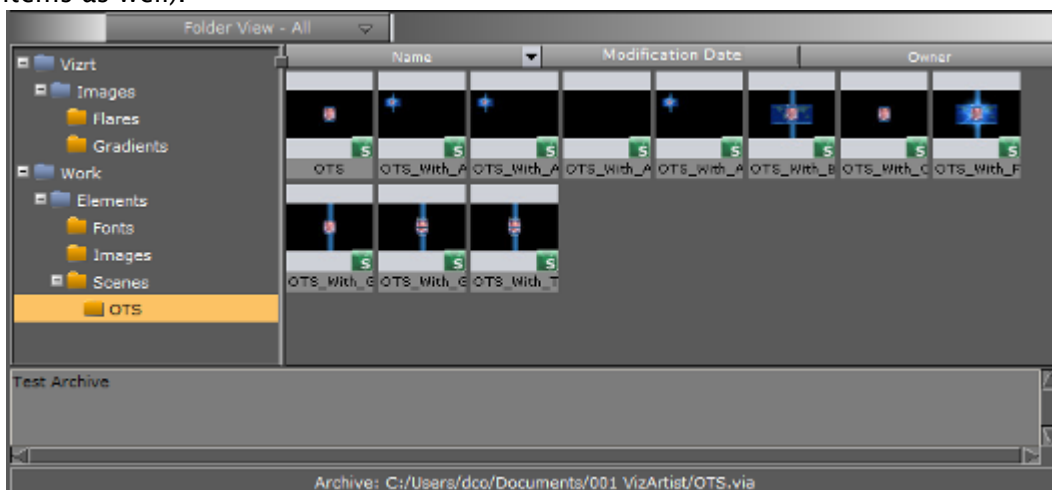 items as well).
Folder View - All
Name Modification Date Owner
Vizrt
Images
Flares
Gradients
Work
Elements
Fonts
Images
Scenes
OTS
OTS OTS_With_A OTS_With_A OTS_With_A OTS_With_A OTS_With_B OTS_With_C OTS_With_F
S S S S S S S S
OTS_With_G OTS_With_G OTS_With_T
S S S
Test Archive
Archive: C:/Users/dco/Documents/001 VizArtist/OTS.via